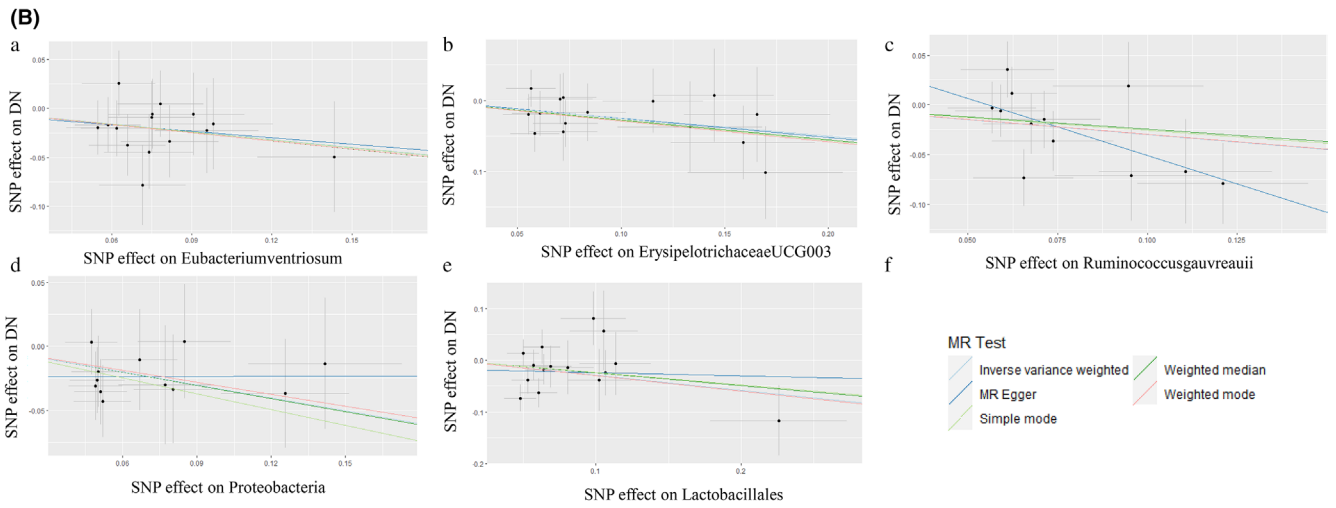 (B)
a
b
c
0.05
0.00
-0.05
-0.10
SNP effect on DN
0.06
0.09
0.12
0.15
SNP effect on Eubacteriumventriosum
0.0
0.1
SNP effect on DN
0.05
0.10
0.15
0.20
SNP effect on ErysipelotrichaceaeUCG003
0.05
0.00
-0.05
-0.10
SNP effect on DN
0.050
0.075
0.100
0.125
SNP effect on Ruminococcusgauvreauii
d
e
f
0.05
0.00
-0.05
SNP effect on DN
0.06
0.09
0.12
0.15
SNP effect on Proteobacteria
0.1
0.0
-0.1
-0.2
SNP effect on DN
0.1
0.2
SNP effect on Lactobacillales
MR Test
Inverse variance weighted
Weighted median
MR Egger
Weighted mode
Simple mode